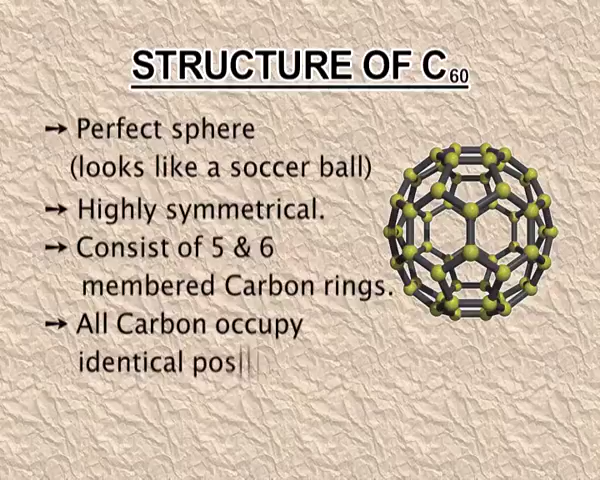 STRUCTURE OF C60
→ Perfect sphere
(looks like a soccer ball)
→ Highly symmetrical.
→ Consist of 5 & 6
membered Carbon rings.
→ All Carbon occupy
identical pos